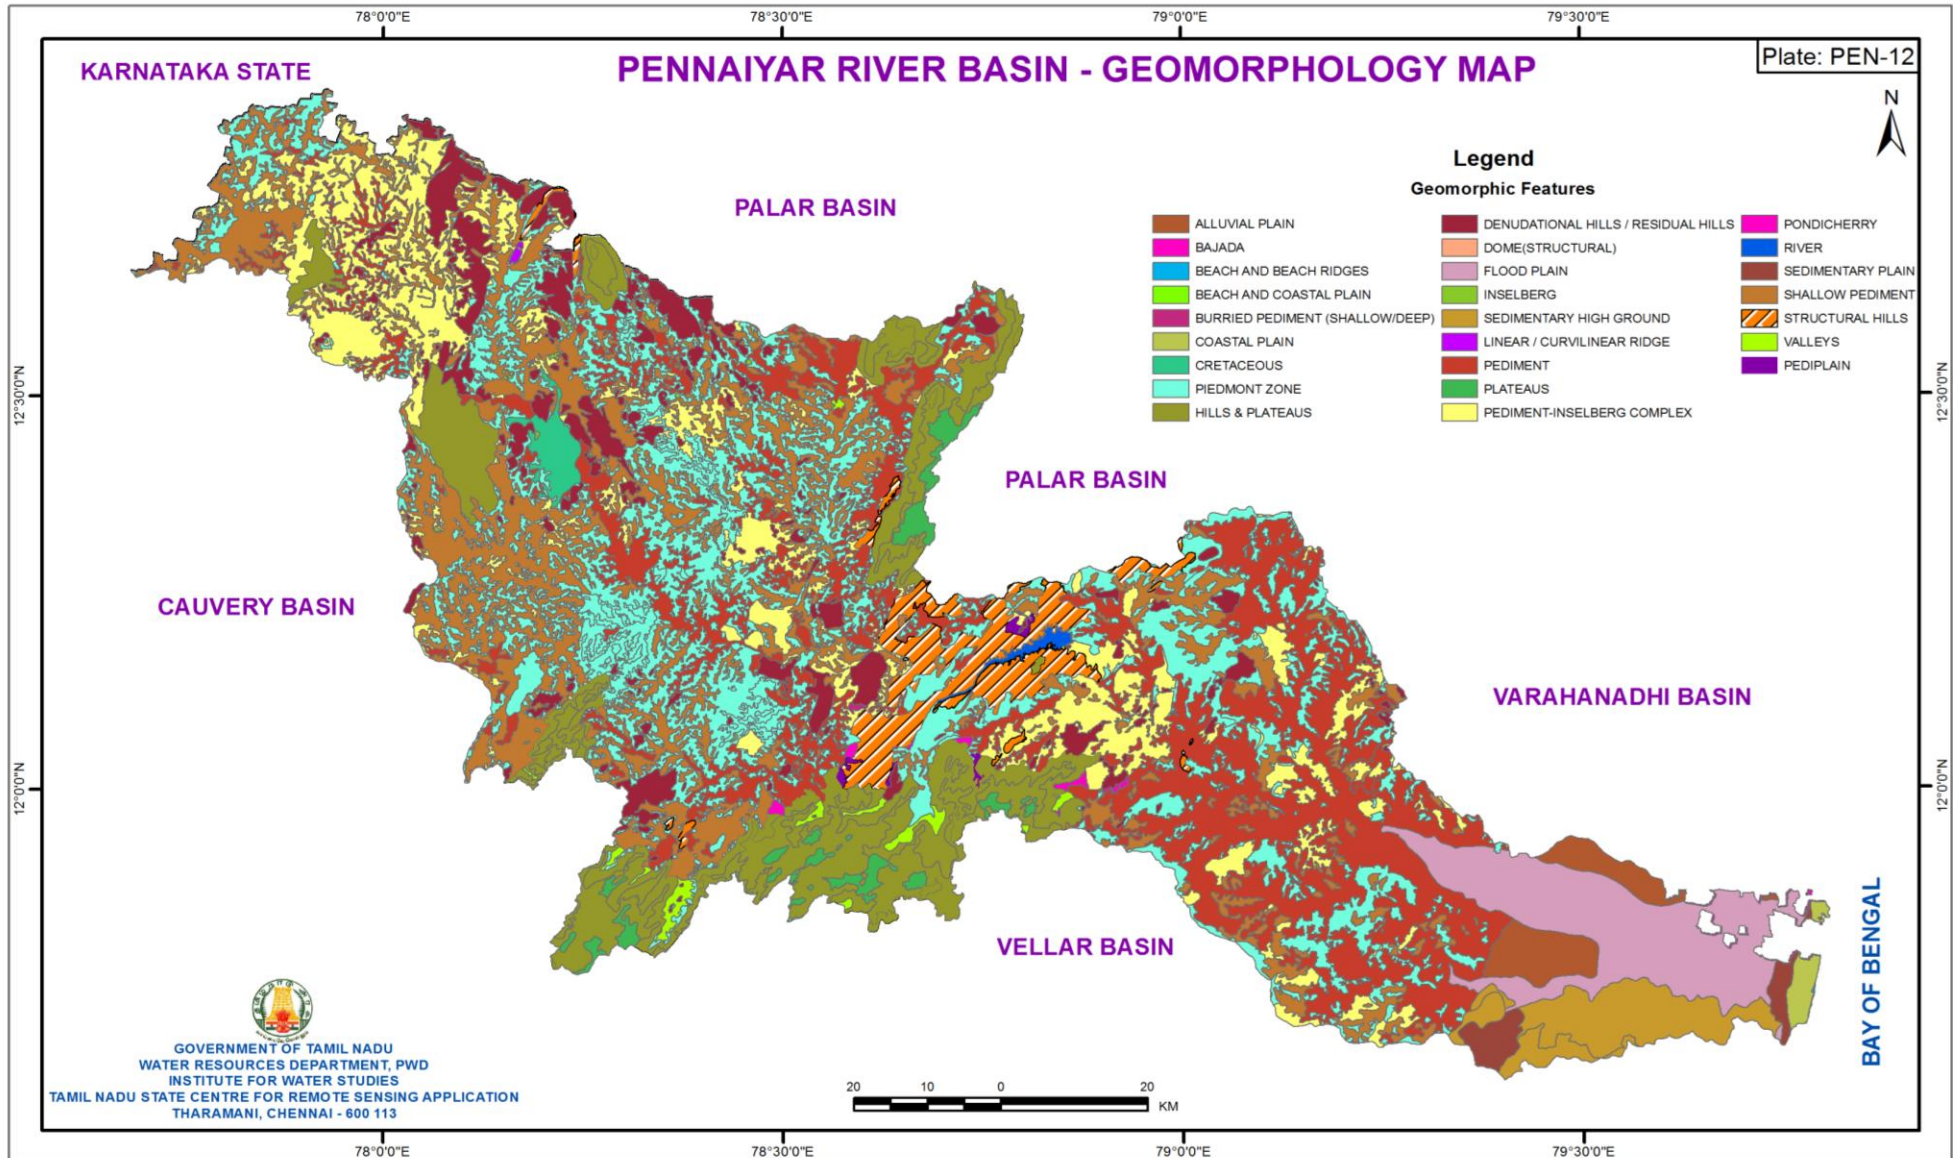 78°0'0"E
78°30'0"E
79°0'0"E
79°30'0"E
KARNATAKA STATE
PENNAIYAR RIVER BASIN - GEOMORPHOLOGY MAP
Plate: PEN-12
N
Legend
Geomorphic Features
PALAR BASIN
ALLUVIAL PLAIN
BAJADA
BEACH AND BEACH RIDGES
BEACH AND COASTAL PLAIN
BURRIED PEDIMENT (SHALLOW/DEEP)
COASTAL PLAIN
CRETACEOUS
PIEDMONT ZONE
HILLS & PLATEAUS
DENUDATIONAL HILLS / RESIDUAL HILLS
DOME(STRUCTURAL)
FLOOD PLAIN
INSELBERG
SEDIMENTARY HIGH GROUND
LINEAR / CURVILINEAR RIDGE
PEDIMENT
PLATEAUS
PEDIMENT-INSELBERG COMPLEX
PONDICHERRY
RIVER
SEDIMENTARY PLAIN
SHALLOW PEDIMENT
STRUCTURAL HILLS
VALLEYS
PEDIPLAIN
12°30'0"N
12°30'0"N
PALAR BASIN
CAUVERY BASIN
VARAHANADHI BASIN
12°0'0"N
12°0'0"N
VELLAR BASIN
BAY OF BENGAL
GOVERNMENT OF TAMIL NADU
WATER RESOURCES DEPARTMENT, PWD
INSTITUTE FOR WATER STUDIES
TAMIL NADU STATE CENTRE FOR REMOTE SENSING APPLICATION
THARAMANI, CHENNAI - 600 113
20 10 0 20
KM
78°0'0"E
78°30'0"E
79°0'0"E
79°30'0"E